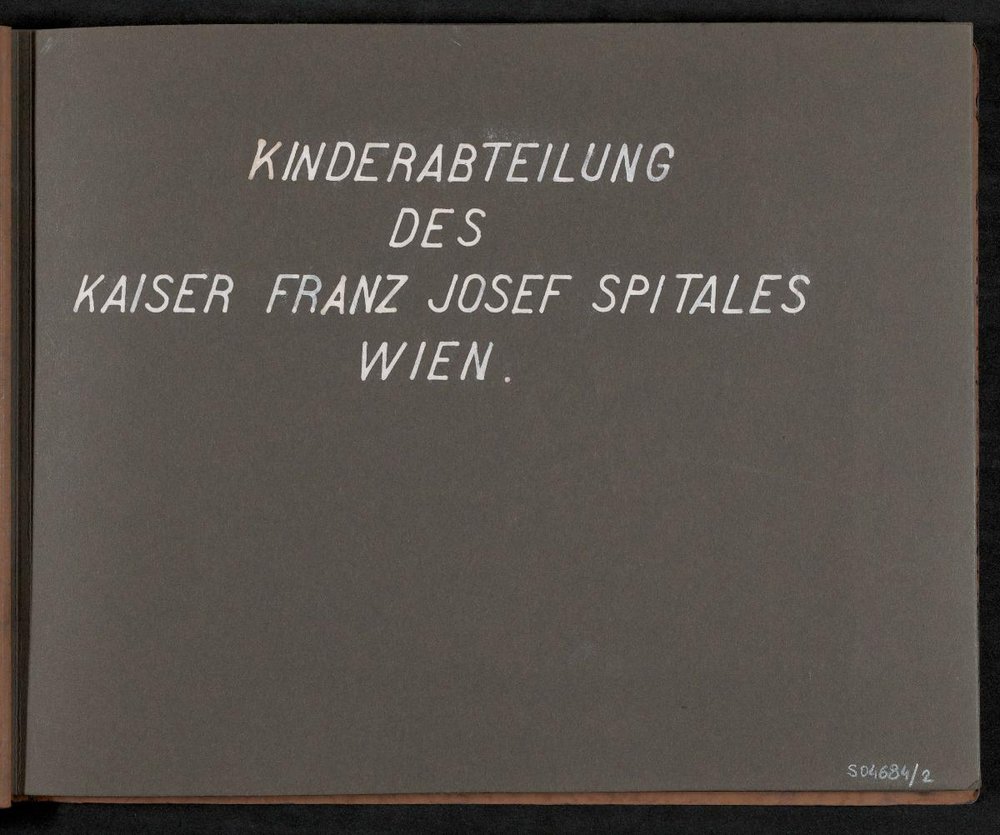 KINDERABTEILUNG
DES
KAISER FRANZ JOSEF SPITALES
WIEN.
S04684/2